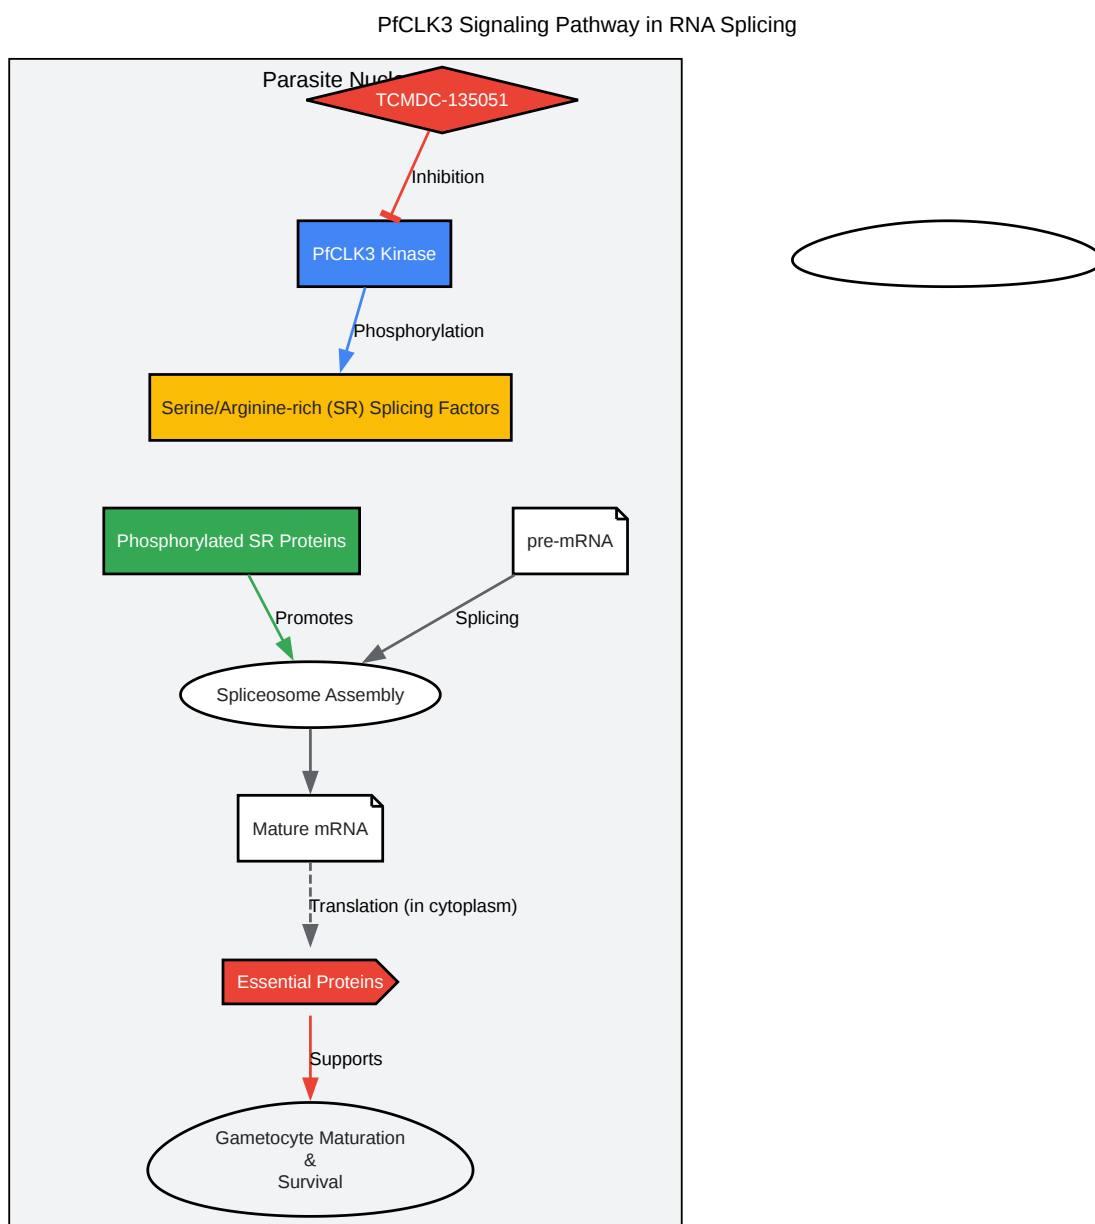 PfCLK3 Signaling Pathway in RNA Splicing
Parasite
TCMDC-135051
Inhibition
PfCLK3 Kinase
Phosphorylation
Serine/Arginine-rich (SR) Splicing Factors
Phosphorylated SR Proteins
pre-mRNA
Promotes
Splicing
Spliceosome Assembly
Mature mRNA
Translation (in cytoplasm)
Essential Proteins
Supports
Gametocyte Maturation
&
Survival